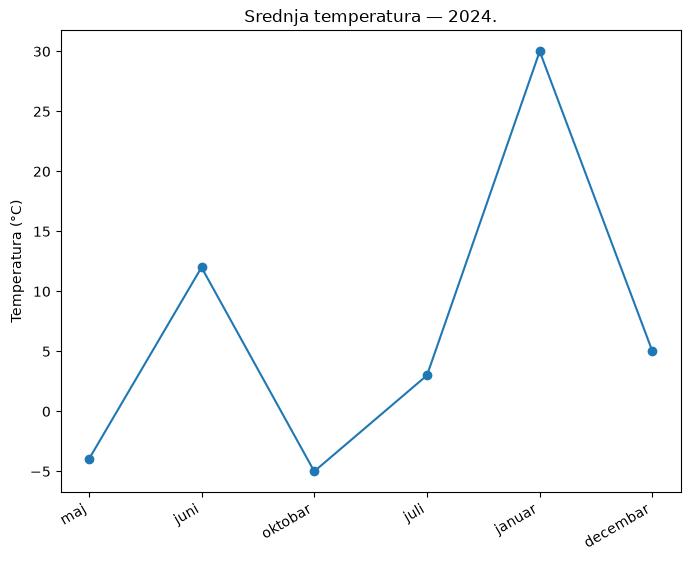 Srednja temperatura — 2024.
Temperatura (°C)
30
25
20
15
10
5
0
−5
maj
juni
oktobar
juli
januar
decembar